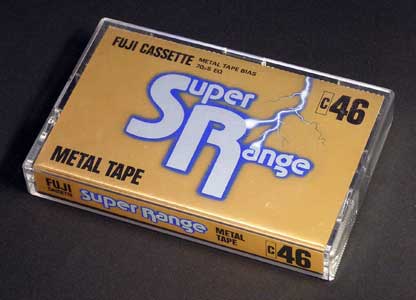 FUJI CASSETTE
METAL TAPE BIAS
70μS EQ
Super
Range
C46
METAL TAPE
FUJI
CASSETTE
Super Range
METAL
TAPE
C46